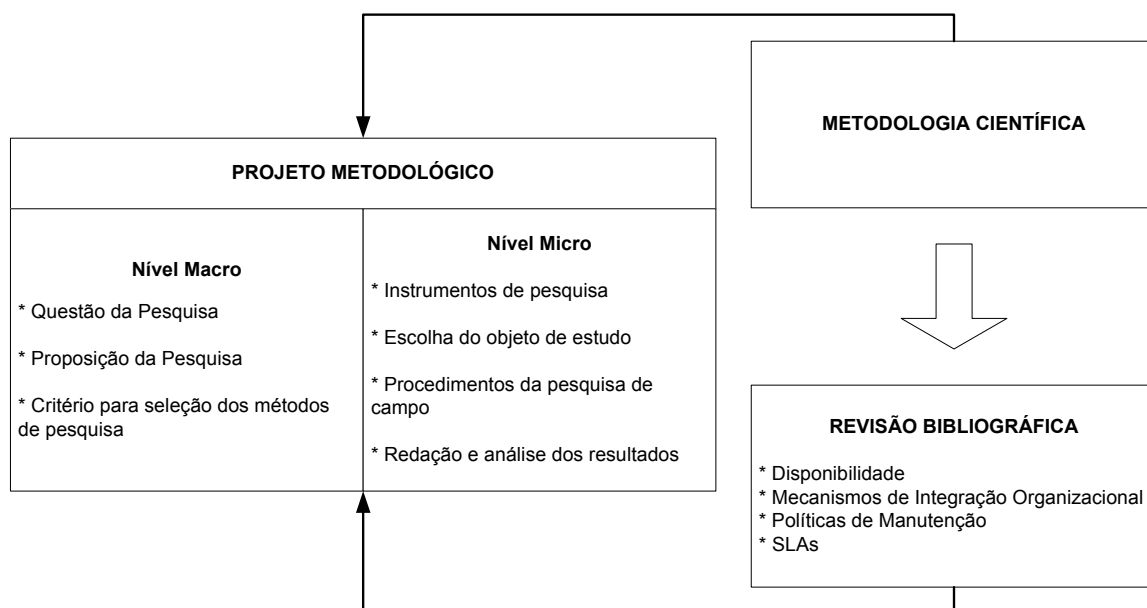 METODOLOGIA CIENTÍFICA
PROJETO METODOLÓGICO
Nível Macro
* Questão da Pesquisa
* Proposição da Pesquisa
* Critério para seleção dos métodos
de pesquisa
Nível Micro
* Instrumentos de pesquisa
* Escolha do objeto de estudo
* Procedimentos da pesquisa de
campo
* Redação e análise dos resultados
REVISÃO BIBLIOGRÁFICA
* Disponibilidade
* Mecanismos de Integração Organizacional
* Políticas de Manutenção
* SLAs